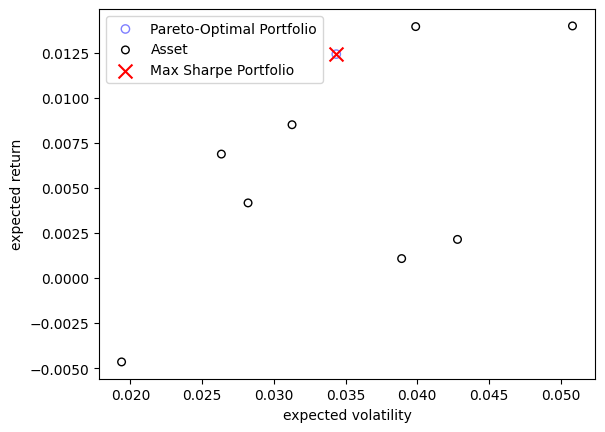 Pareto-Optimal Portfolio
Asset
Max Sharpe Portfolio
0.0125
0.0100
0.0075
0.0050
0.0025
0.0000
−0.0025
−0.0050
expected return
0.020 0.025 0.030 0.035 0.040 0.045 0.050
expected volatility